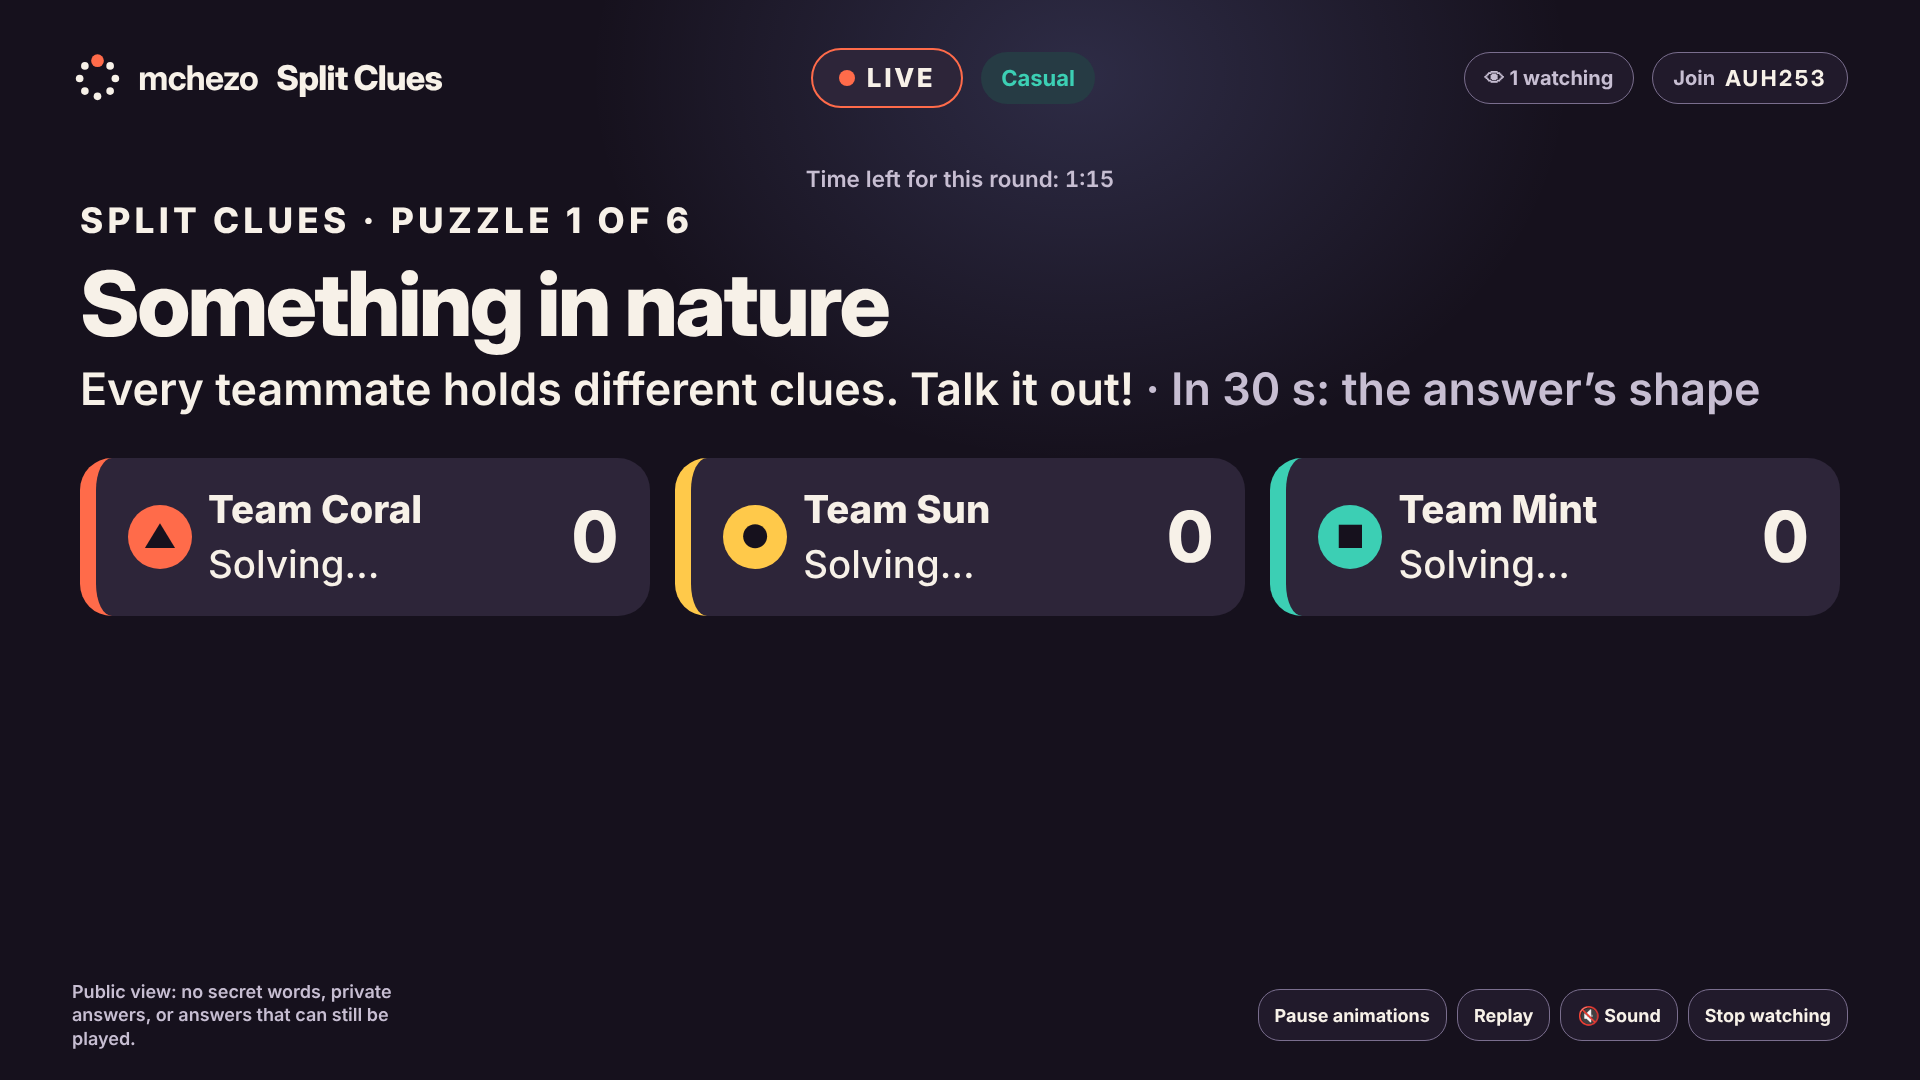 mchezo Split Clues
LIVE
Casual
👁 1 watching
Join AUH253
Time left for this round: 1:15
SPLIT CLUES · PUZZLE 1 OF 6
Something in nature
Every teammate holds different clues. Talk it out! · In 30 s: the answer’s shape
Team Coral
Solving…
0
Team Sun
Solving…
0
Team Mint
Solving…
0
Public view: no secret words, private
answers, or answers that can still be
played.
Pause animations
Replay
🔇 Sound
Stop watching